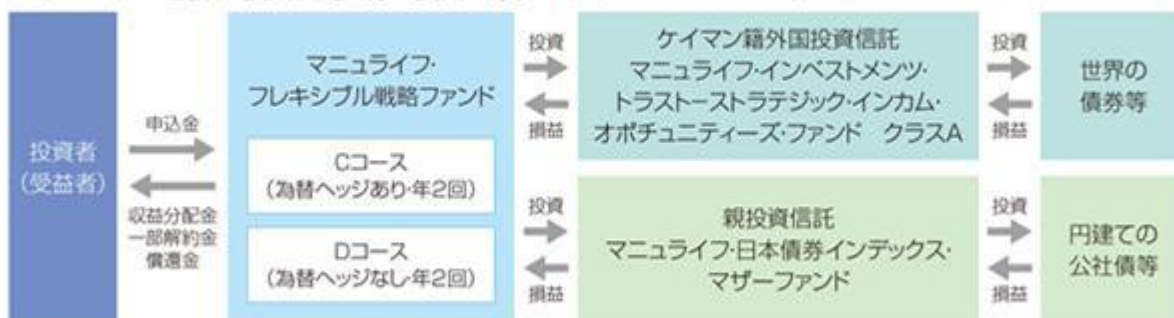 投資者
(受益者)
申込金
収益分配金
一部解約金
償還金
マニュライフ・
フレキシブル戦略ファンド
Cコース
(為替ヘッジあり・年2回)
Dコース
(為替ヘッジなし・年2回)
投資
損益
ケイマン籍外国投資信託
マニュライフ・インベストメンツ・
トラスト－ストラテジック・インカム・
オポチュニティーズ・ファンド クラスA
投資
損益
世界の
債券等
投資
損益
親投資信託
マニュライフ・日本債券インデックス・
マザーファンド
投資
損益
円建ての
公社債等